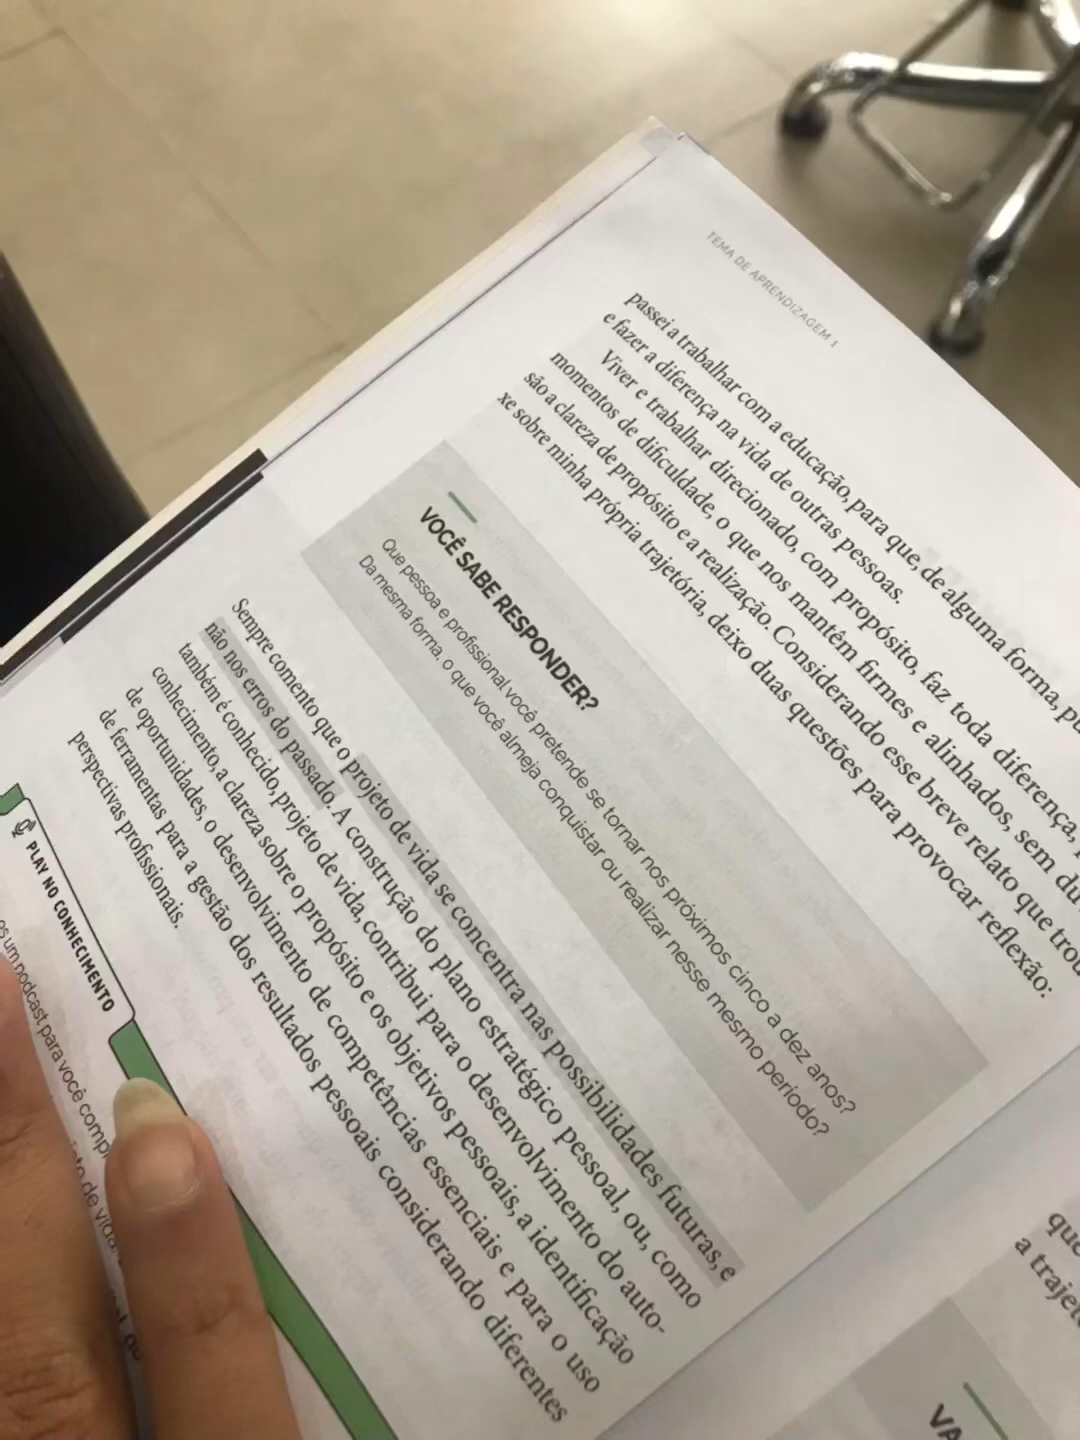 TEMA DE APRENDIZAGEM 1
passei a trabalhar com a educação, para que, de alguma forma,
e fazer a diferença na vida de outras pessoas.
Viver e trabalhar direcionado, com propósito, faz toda diferença,
momentos de dificuldade, o que nos mantêm firmes e alinhados, sem
são a clareza de propósito e a realização. Considerando esse breve relato que
xe sobre minha própria trajetória, deixo duas questões para provocar reflexão:
VOCÊ SABE RESPONDER?
Que pessoa e profissional você pretende se tornar nos próximos cinco a dez anos?
Da mesma forma, o que você almeja conquistar ou realizar nesse mesmo período?
Sempre comento que o projeto de vida se concentra nas possibilidades futuras, e
não nos erros do passado. A construção do plano estratégico pessoal, ou, como
também é conhecido, projeto de vida, contribui para o desenvolvimento do auto-
conhecimento, a clareza sobre o propósito e os objetivos pessoais, a identificação
de oportunidades, o desenvolvimento de competências essenciais e para o uso
de ferramentas para a gestão dos resultados pessoais considerando diferentes
perspectivas profissionais.
PLAY NO CONHECIMENTO
um podcast para você
de vida
a